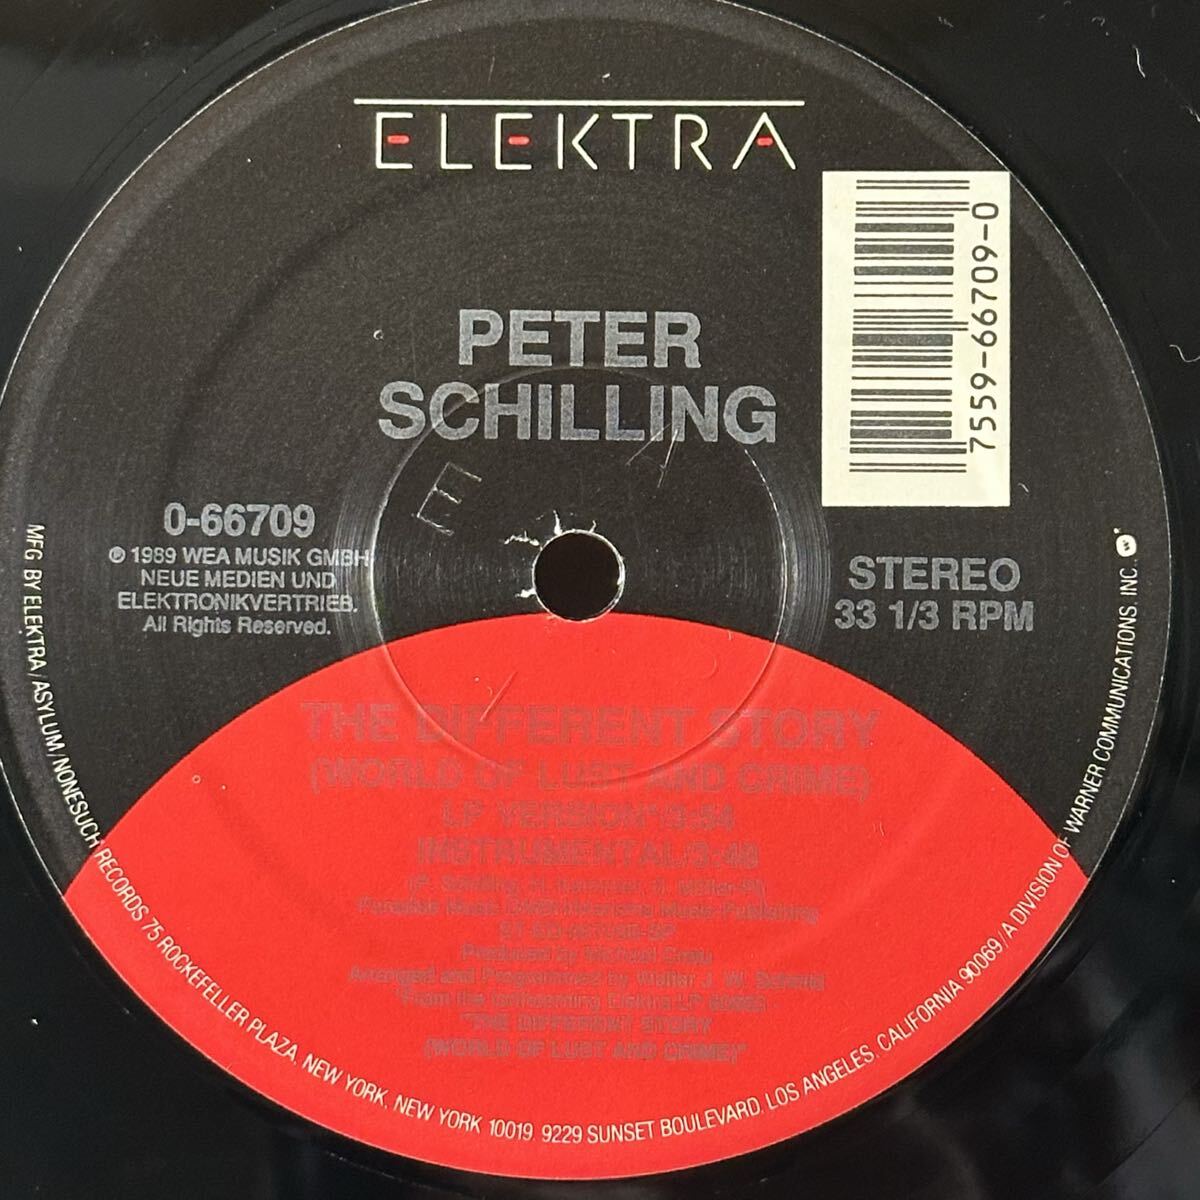 ELEKTRA
7559-66709-0
PETER
SCHILLING
0-66709
℗ 1989 WEA MUSIK GMBH
NEUE MEDIEN UND
ELEKTRONIKVERTRIEB.
All Rights Reserved.
STEREO
33 1/3 RPM
THE DIFFERENT STORY
(WORLD OF LUST AND CRIME)
LP VERSION*/3:54
INSTRUMENTAL/3:48
Produced by Michael
Arranged and Programmed by Walter J. W. Schmid
*From the forthcoming Elektra LP
"THE DIFFERENT STORY
(WORLD OF LUST AND CRIME)"
MFG BY ELEKTRA/ASYLUM/NONESUCH RECORDS 75 ROCKEFELLER PLAZA, NEW YORK, NEW YORK 10019. 9229 SUNSET BOULEVARD, LOS ANGELES, CALIFORNIA 90069/A DIVISION OF WARNER COMMUNICATIONS, INC.